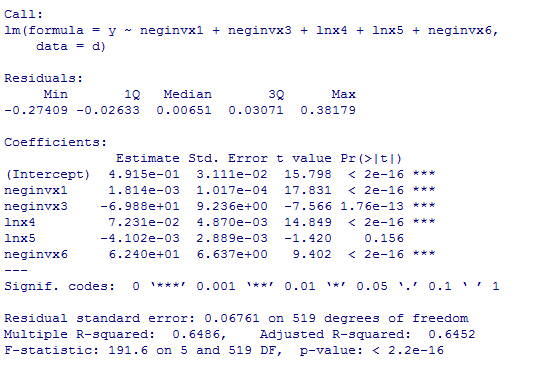 Call:
lm(formula = y ~ neginvx1 + neginvx3 + lnx4 + lnx5 + neginvx6,
    data = d)
Residuals:
     Min       1Q   Median       3Q      Max
-0.27409 -0.02633  0.00651  0.03071  0.38179
Coefficients:
              Estimate Std. Error t value Pr(>|t|)
(Intercept)  4.915e-01  3.111e-02  15.798  < 2e-16 ***
neginvx1     1.814e-03  1.017e-04  17.831  < 2e-16 ***
neginvx3    -6.988e+01  9.236e+00  -7.566 1.76e-13 ***
lnx4         7.231e-02  4.870e-03  14.849  < 2e-16 ***
lnx5        -4.102e-03  2.889e-03  -1.420    0.156
neginvx6     6.240e+01  6.637e+00   9.402  < 2e-16 ***
---
Signif. codes:  0 ‘***’ 0.001 ‘**’ 0.01 ‘*’ 0.05 ‘.’ 0.1 ‘ ’ 1
Residual standard error: 0.06761 on 519 degrees of freedom
Multiple R-squared:  0.6486,    Adjusted R-squared:  0.6452
F-statistic: 191.6 on 5 and 519 DF,  p-value: < 2.2e-16